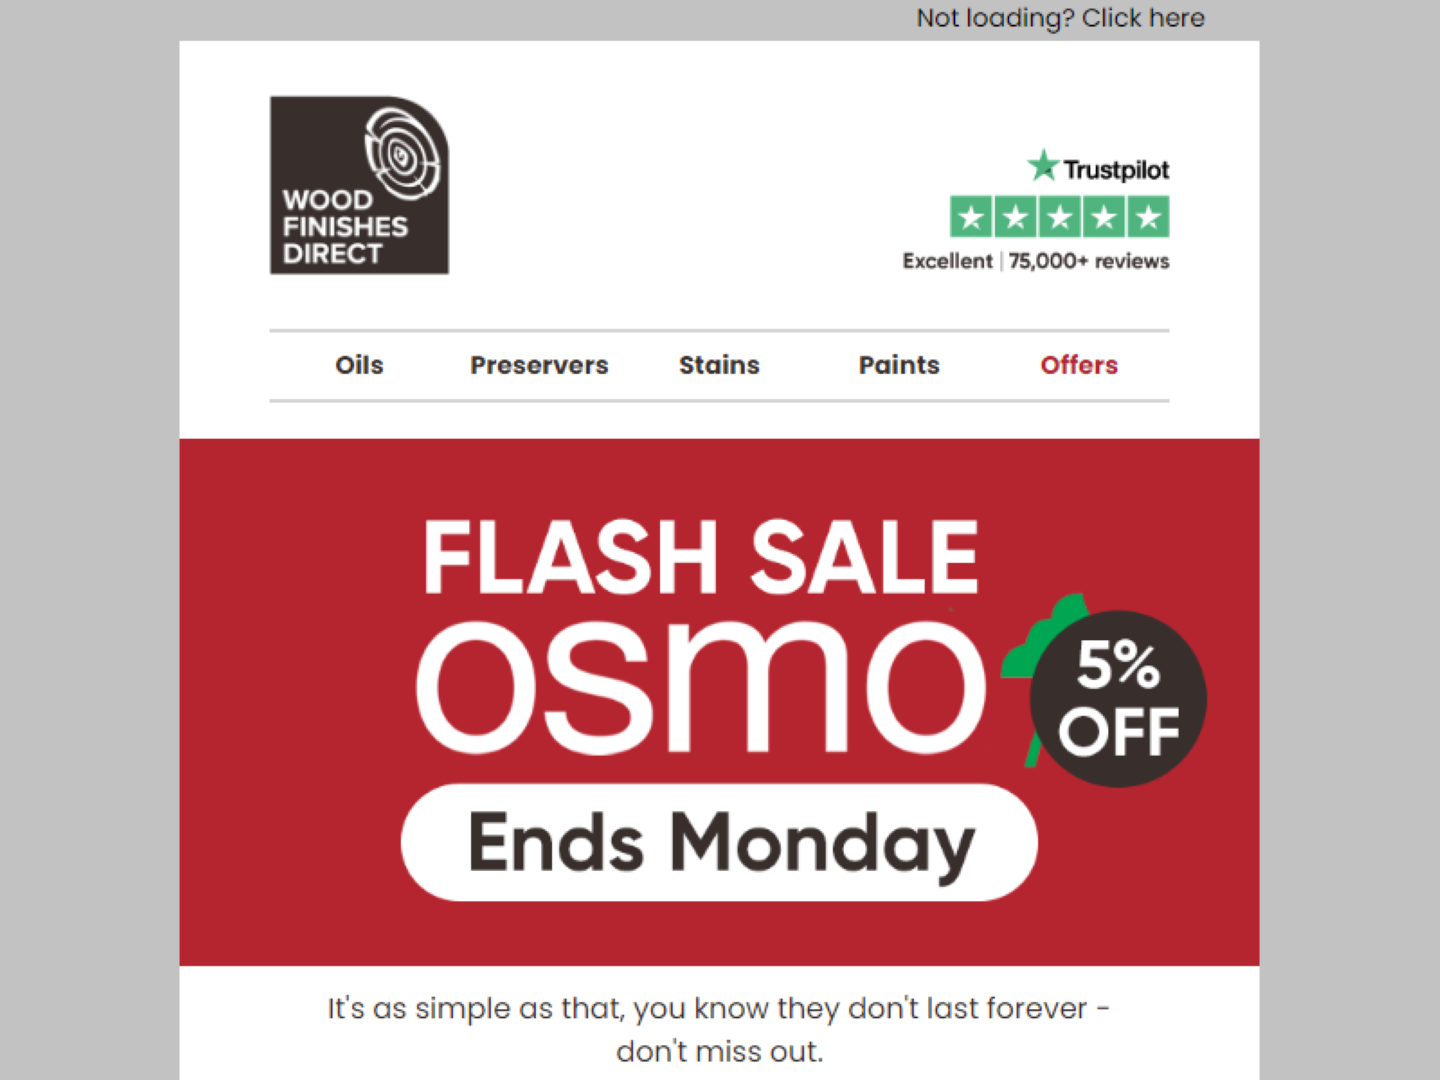 Not loading? Click here
WOOD
FINISHES
DIRECT
Trustpilot
Excellent | 75,000+ reviews
Oils Preservers Stains Paints Offers
FLASH SALE
osmo
5%
OFF
Ends Monday
It's as simple as that, you know they don't last forever -
don't miss out.